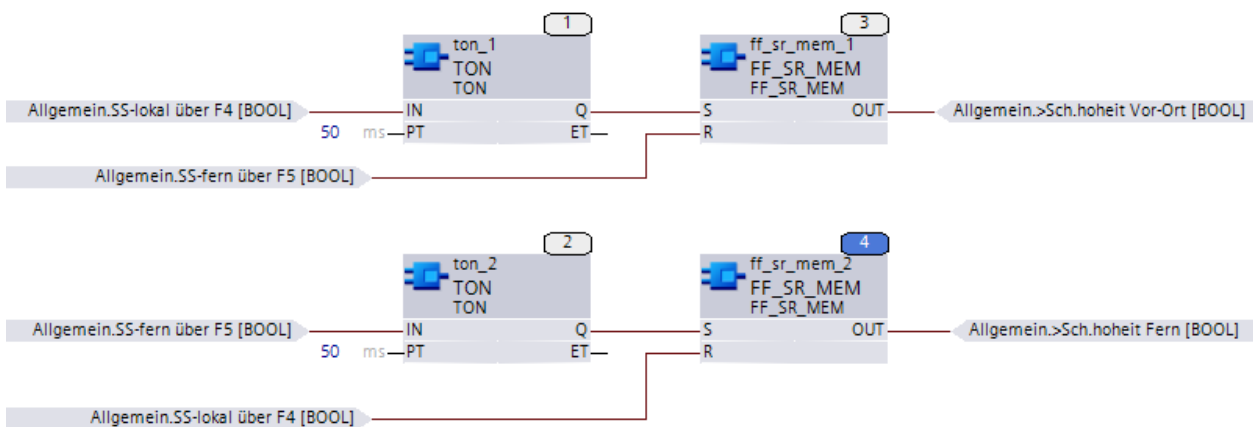 1
ton_1
TON
TON
3
ff_sr_mem_1
FF_SR_MEM
FF_SR_MEM
Allgemein.SS-lokal über F4 [BOOL]
IN
Q
S
OUT
Allgemein.>Sch.hoheit Vor-Ort [BOOL]
50 ms
PT
ET
R
Allgemein.SS-fern über F5 [BOOL]
2
ton_2
TON
TON
4
ff_sr_mem_2
FF_SR_MEM
FF_SR_MEM
Allgemein.SS-fern über F5 [BOOL]
IN
Q
S
OUT
Allgemein.>Sch.hoheit Fern [BOOL]
50 ms
PT
ET
R
Allgemein.SS-lokal über F4 [BOOL]